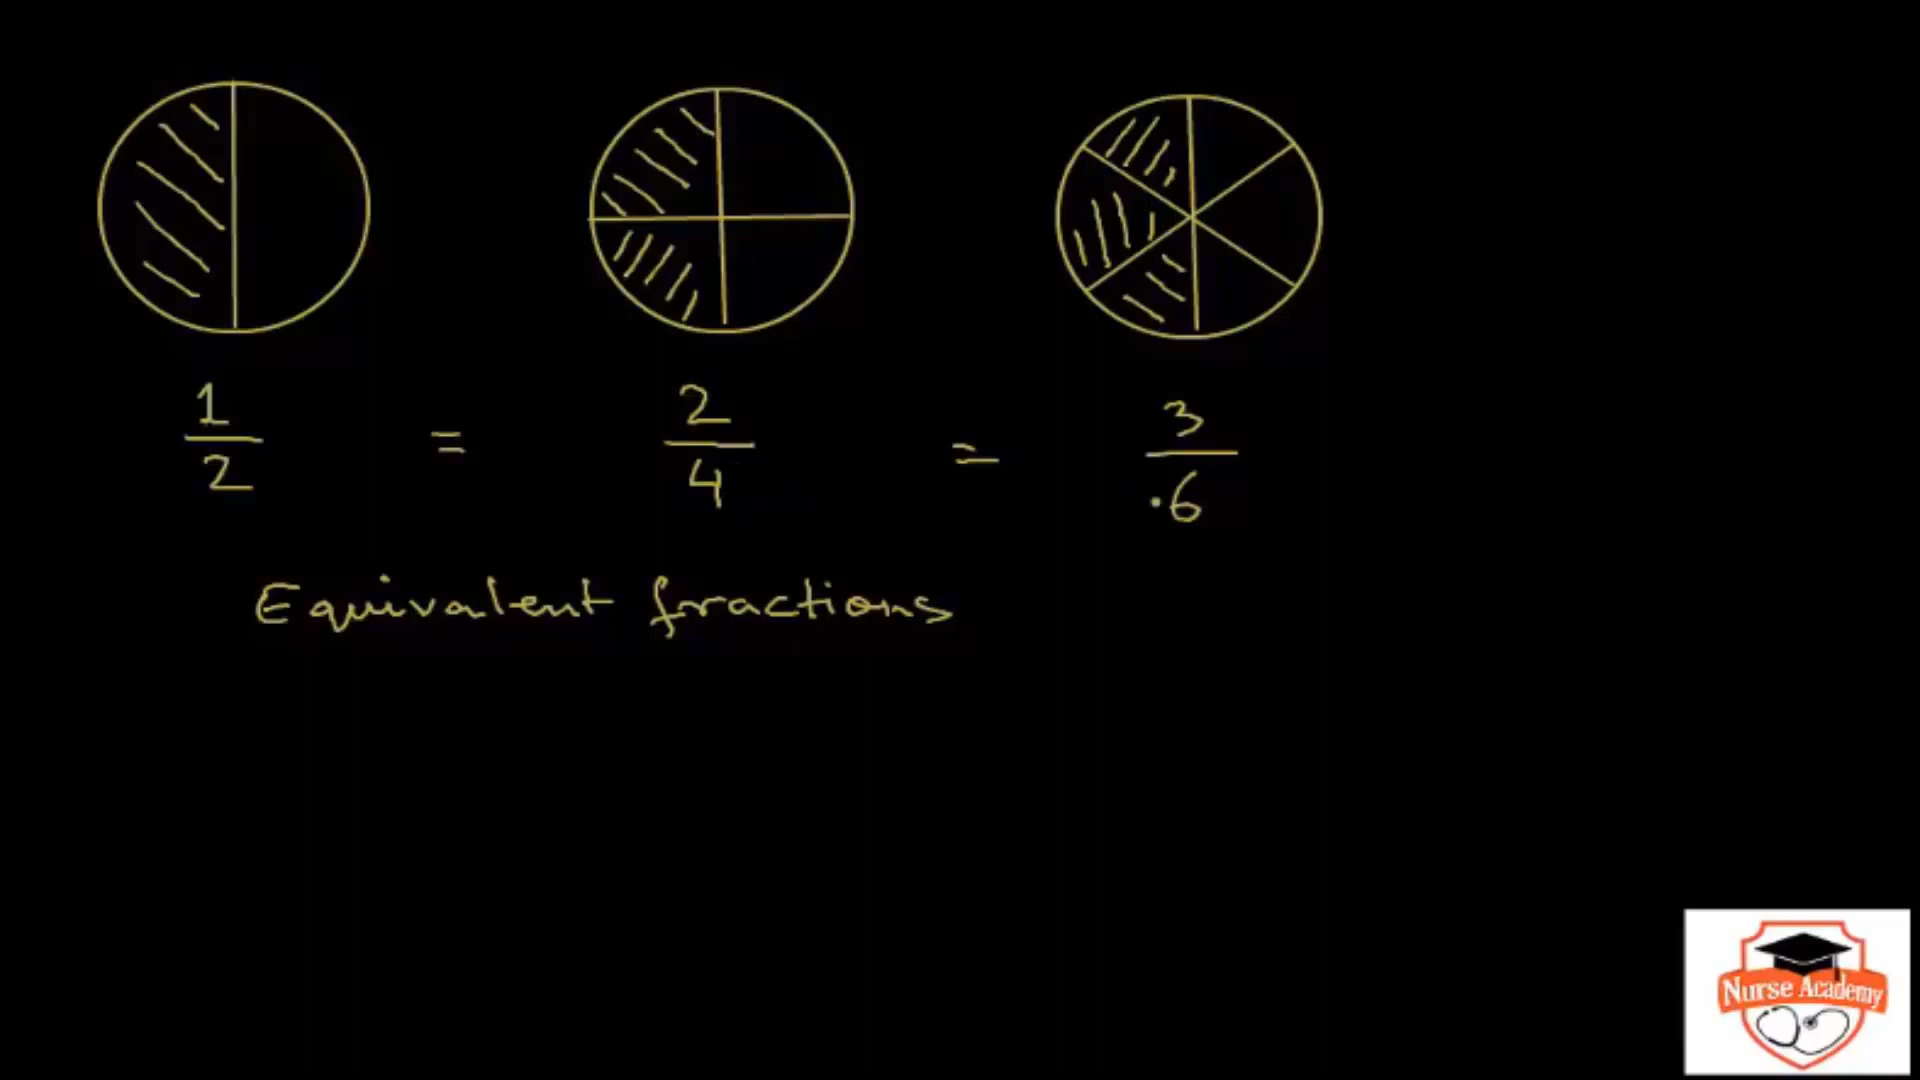 1/2 = 2/4 = 3/.6
Equivalent fractions
Nurse Academy